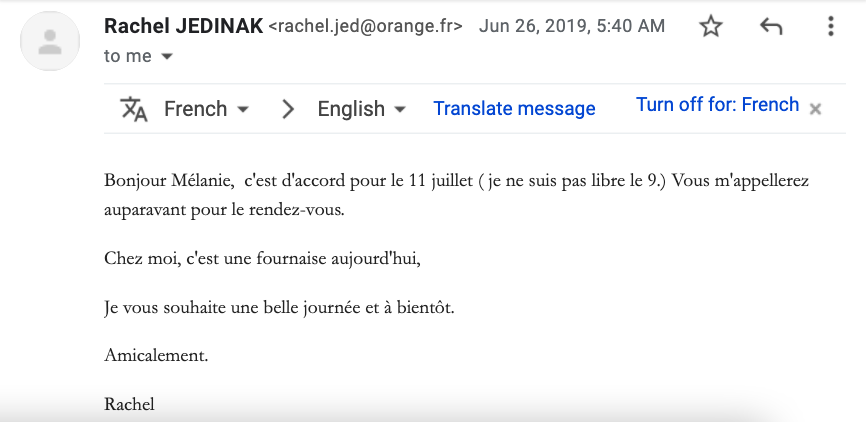 Rachel JEDINAK <rachel.jed@orange.fr> Jun 26, 2019, 5:40 AM
to me
French > English Translate message Turn off for: French ×
Bonjour Mélanie,  c'est d'accord pour le 11 juillet ( je ne suis pas libre le 9.) Vous m'appellerez
auparavant pour le rendez-vous.
Chez moi, c'est une fournaise aujourd'hui,
Je vous souhaite une belle journée et à bientôt.
Amicalement.
Rachel